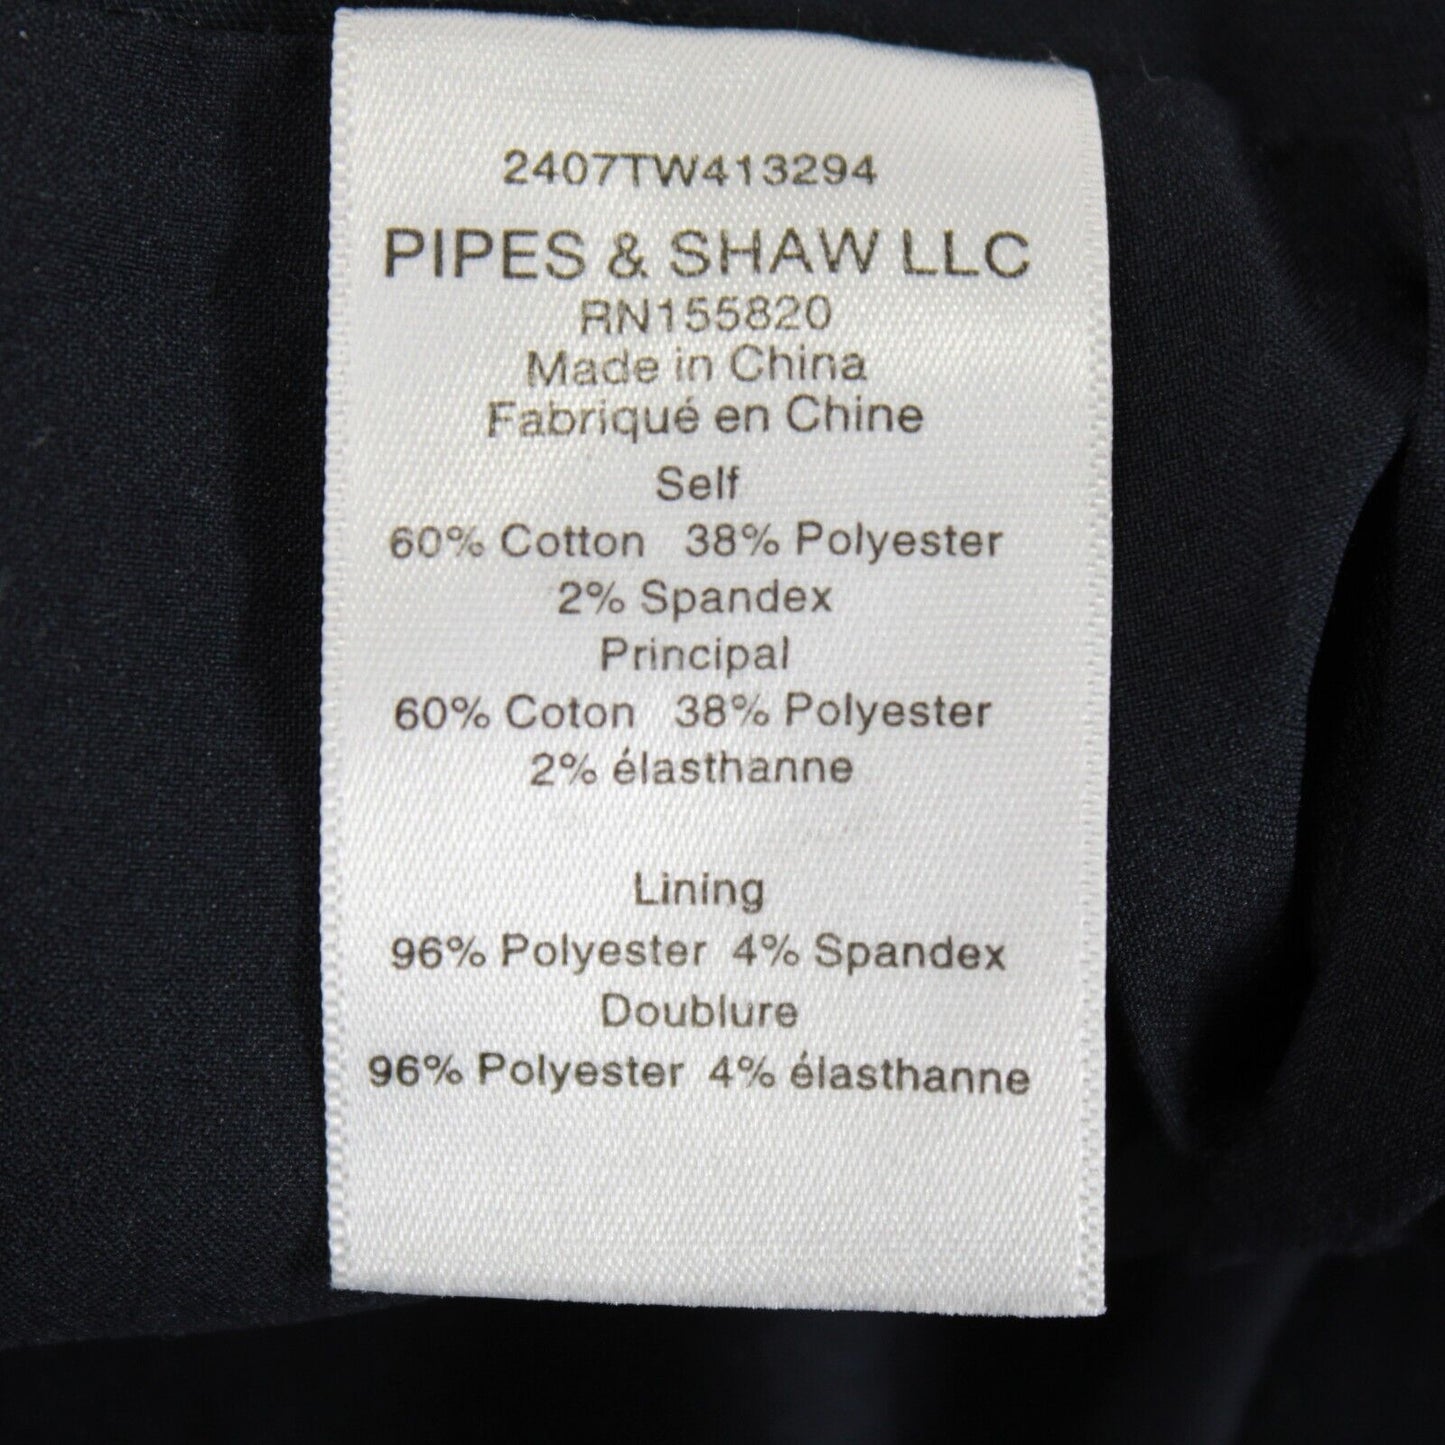 2407TW413294
PIPES & SHAW LLC
RN155820
Made in China
Fabriqué en Chine
Self
60% Cotton 38% Polyester
2% Spandex
Principal
60% Coton 38% Polyester
2% élasthanne
Lining
96% Polyester 4% Spandex
Doublure
96% Polyester 4% élasthanne